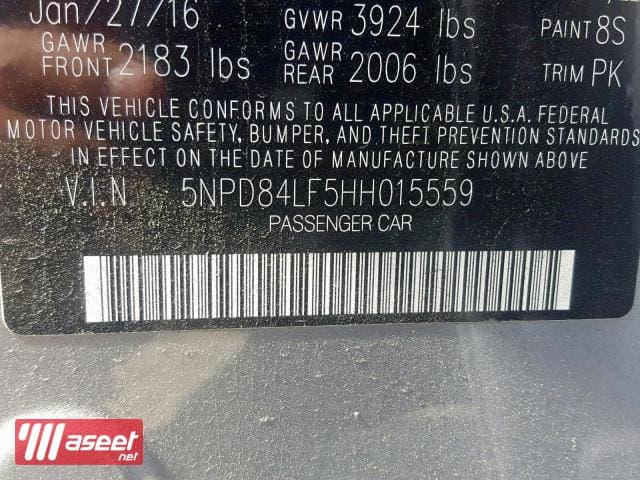 Jan/27/16 GVWR 3924 lbs PAINT 8S
GAWR FRONT 2183 lbs GAWR REAR 2006 lbs TRIM PK
THIS VEHICLE CONFORMS TO ALL APPLICABLE U.S.A. FEDERAL
MOTOR VEHICLE SAFETY, BUMPER, AND THEFT PREVENTION STANDARDS
IN EFFECT ON THE DATE OF MANUFACTURE SHOWN ABOVE.
V.I.N 5NPD84LF5HH015559
PASSENGER CAR
aseet
.net